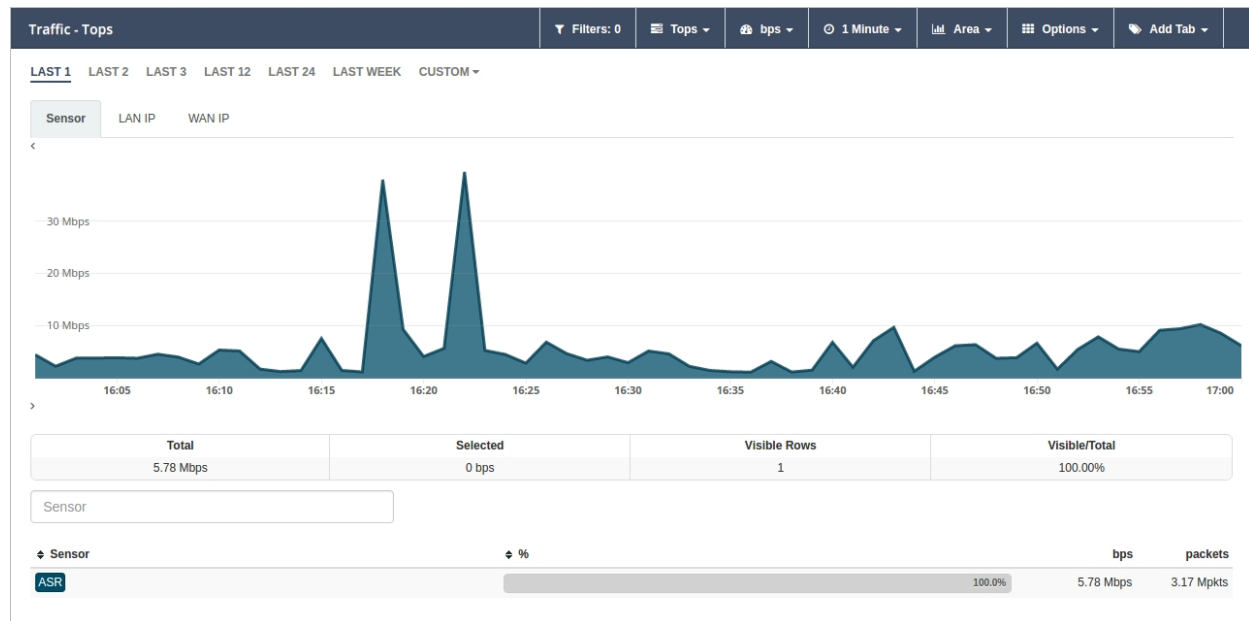 Traffic - Tops Filters: 0 Tops bps 1 Minute Area Options Add Tab
LAST 1 LAST 2 LAST 3 LAST 12 LAST 24 LAST WEEK CUSTOM
Sensor LAN IP WAN IP
30 Mbps
20 Mbps
10 Mbps
16:05 16:10 16:15 16:20 16:25 16:30 16:35 16:40 16:45 16:50 16:55 17:00
Total Selected Visible Rows Visible/Total
5.78 Mbps 0 bps 1 100.00%
Sensor
Sensor % bps packets
ASR 100.0% 5.78 Mbps 3.17 Mpkts